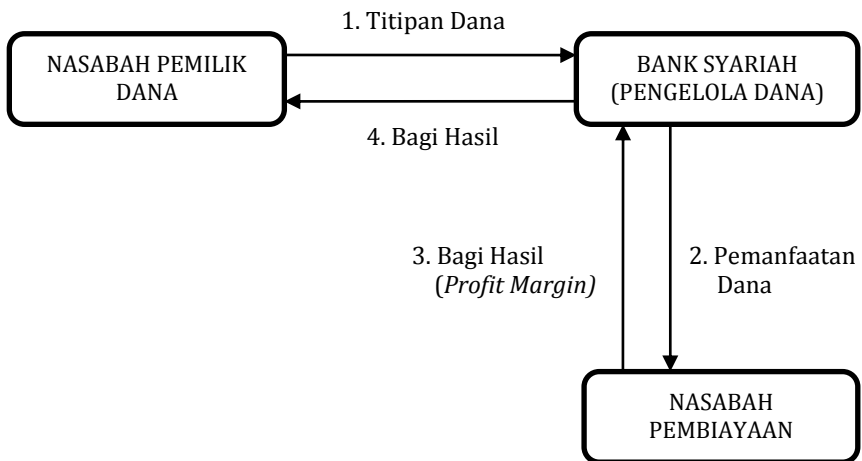 1. Titipan Dana
NASABAH PEMILIK
DANA
BANK SYARIAH
(PENGELOLA DANA)
4. Bagi Hasil
3. Bagi Hasil
(Profit Margin)
2. Pemanfaatan
Dana
NASABAH
PEMBIAYAAN